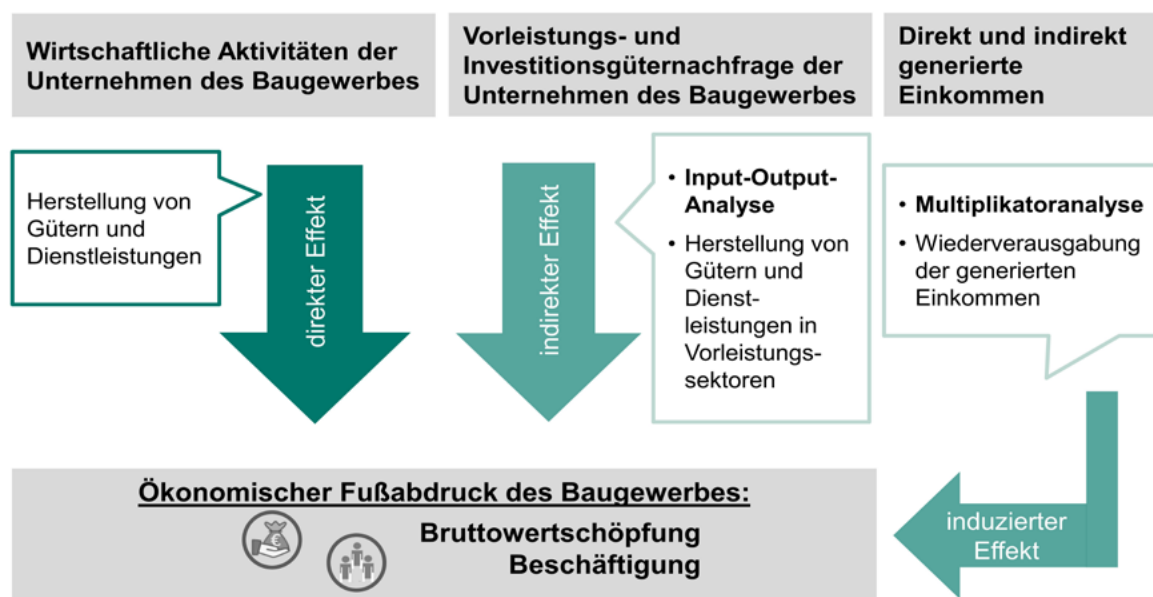 Wirtschaftliche Aktivitäten der
Unternehmen des Baugewerbes
Vorleistungs- und
Investitionsgüternachfrage der
Unternehmen des Baugewerbes
Direkt und indirekt
generierte
Einkommen
Herstellung von
Gütern und
Dienstleistungen
direkter Effekt
indirekter Effekt
• Input-Output-
Analyse
• Herstellung von
Gütern und
Dienst-
leistungen in
Vorleistungs-
sektoren
• Multiplikatoranalyse
• Wiederverausgabung
der generierten
Einkommen
induzierter
Effekt
Ökonomischer Fußabdruck des Baugewerbes:
€
Bruttowertschöpfung
Beschäftigung